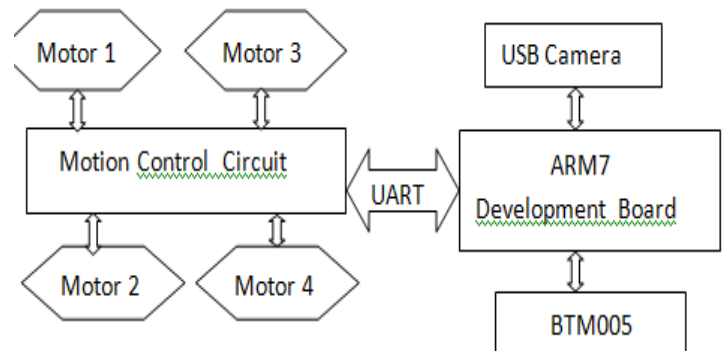 Motor 1
Motor 3
USB Camera
Motion Control Circuit
UART
ARM7
Development Board
Motor 2
Motor 4
BTM005